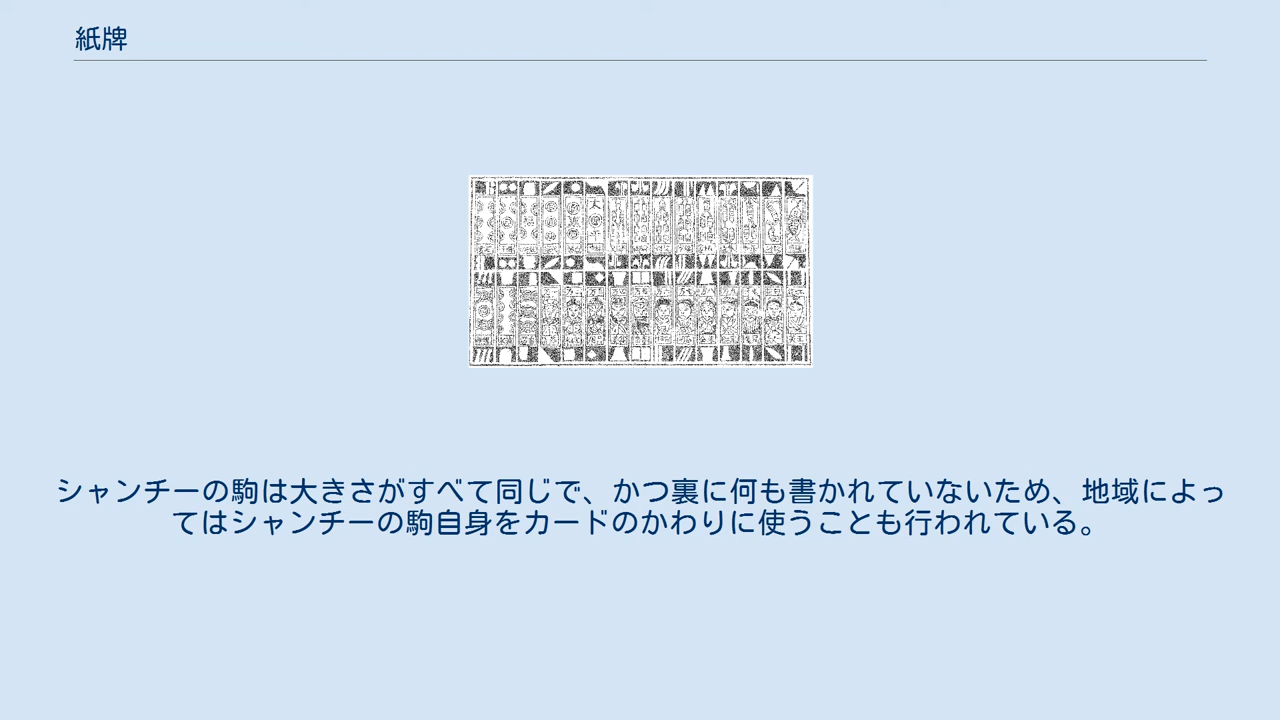 紙牌
シャンチーの駒は大きさがすべて同じで、かつ裏に何も書かれていないため、地域によっ
てはシャンチーの駒自身をカードのかわりに使うことも行われている。